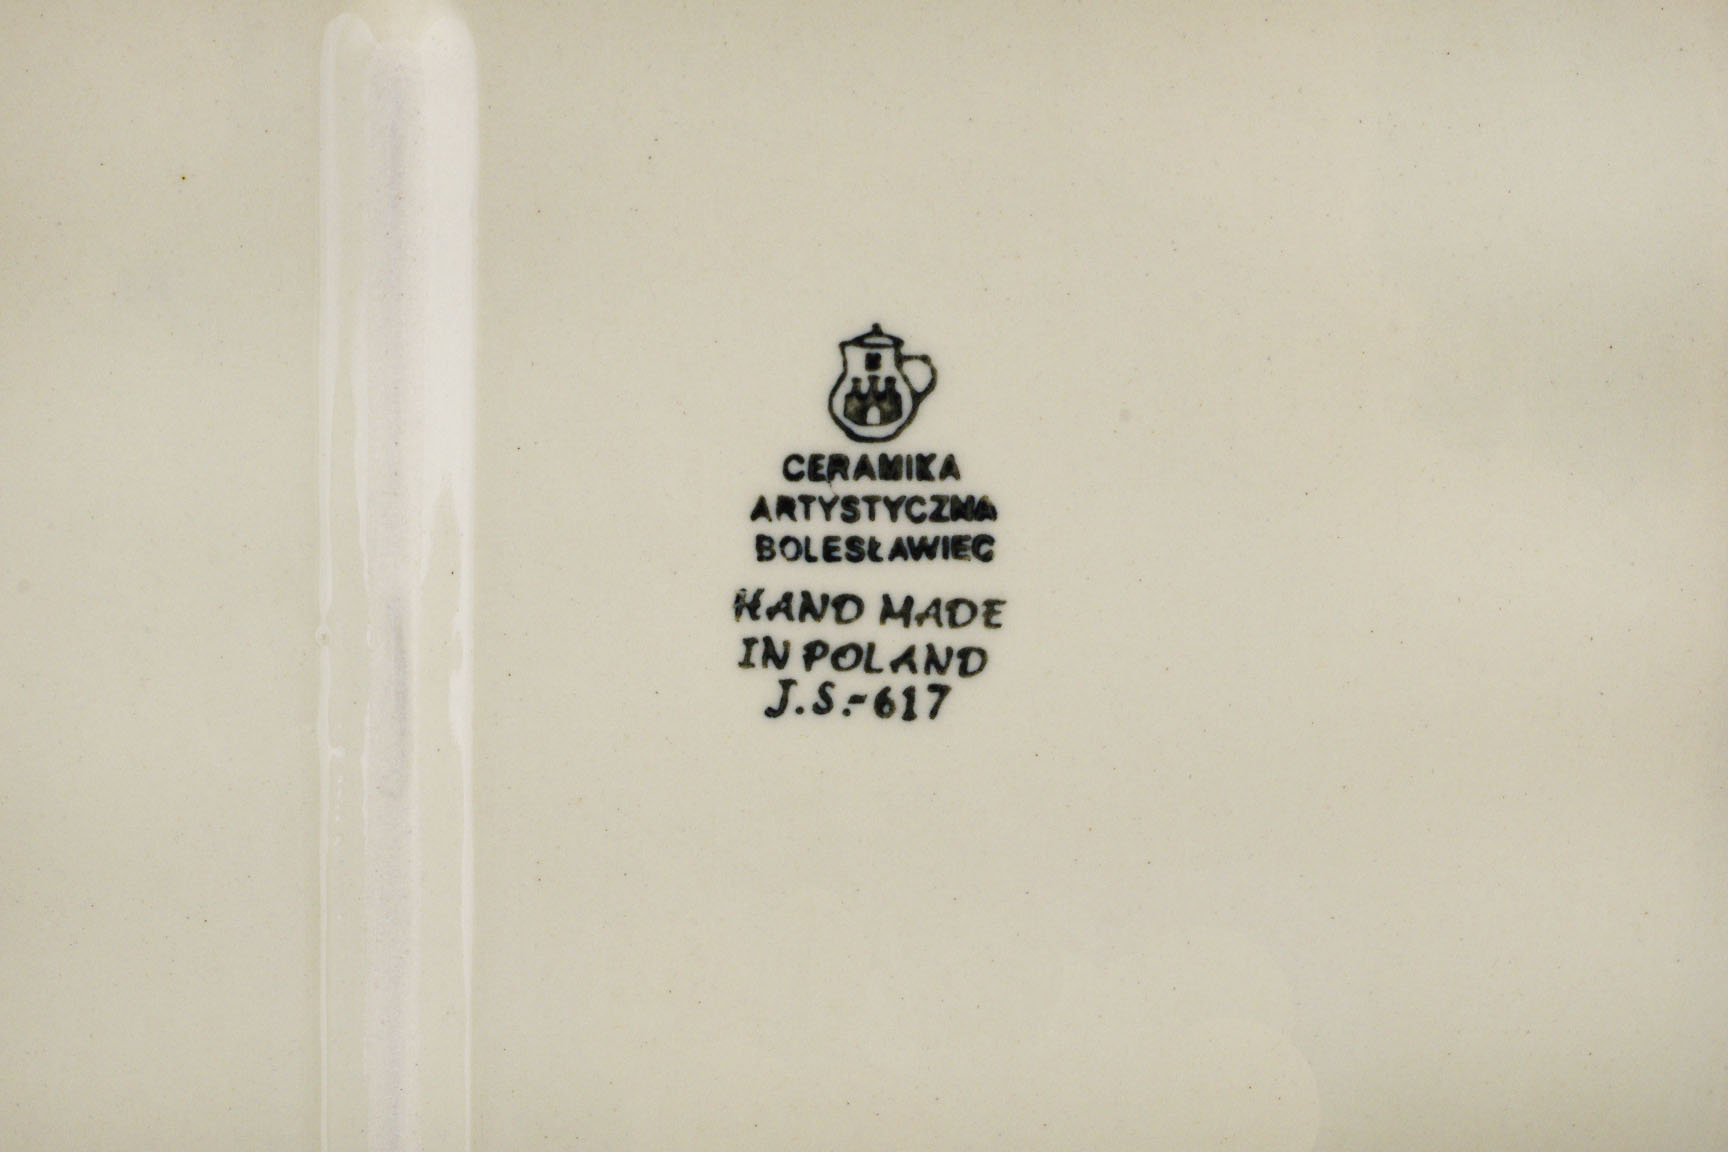 CERAMIKA
ARTYSTYCZNA
BOLESŁAWIEC
HAND MADE
IN POLAND
J.S.-617